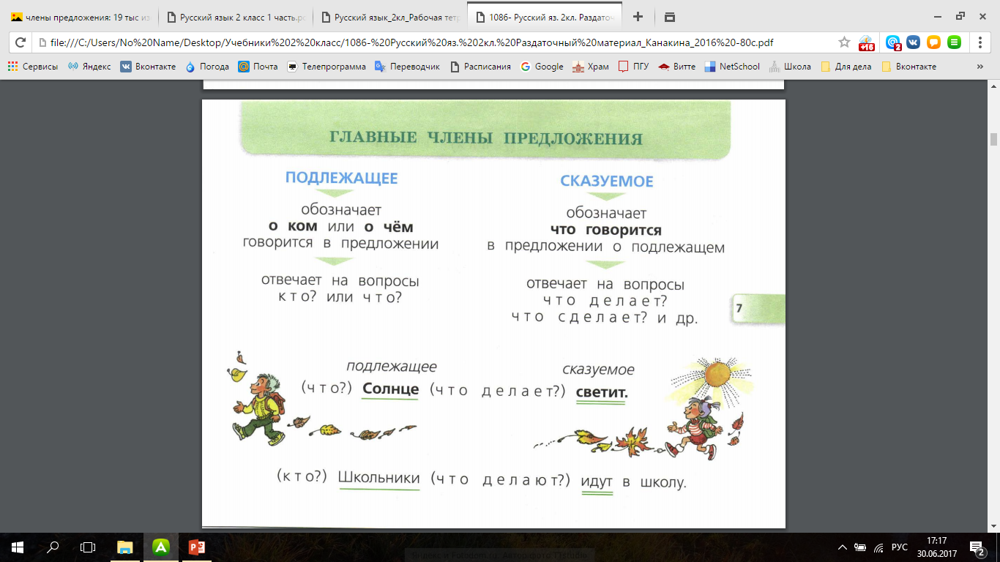 члены предложения: 19 тыс из
Русский язык 2 класс 1 часть.pc
Русский язык_2кл_Рабочая тетр
1086- Русский яз. 2кл. Раздаточ
file:///C:/Users/No%20Name/Desktop/Учебники%202%20класс/1086-%20Русский%20яз.%202кл.%20Раздаточный%20материал_Канакина_2016%20-80с.pdf
+16
2
Сервисы Яндекс Вконтакте Погода Почта Телепрограмма Переводчик Расписания Google Храм ПГУ Витте NetSchool Школа Для дела Вконтакте »
ГЛАВНЫЕ ЧЛЕНЫ ПРЕДЛОЖЕНИЯ
ПОДЛЕЖАЩЕЕ
обозначает
о ком или о чём
говорится в предложении
отвечает на вопросы
кто? или что?
СКАЗУЕМОЕ
обозначает
что говорится
в предложении о подлежащем
отвечает на вопросы
что делает?
что сделает? и др.
7
подлежащее сказуемое
(что?) Солнце (что делает?) светит.
(кто?) Школьники (что делают?) идут в школу.
РУС
17:17
30.06.2017
2